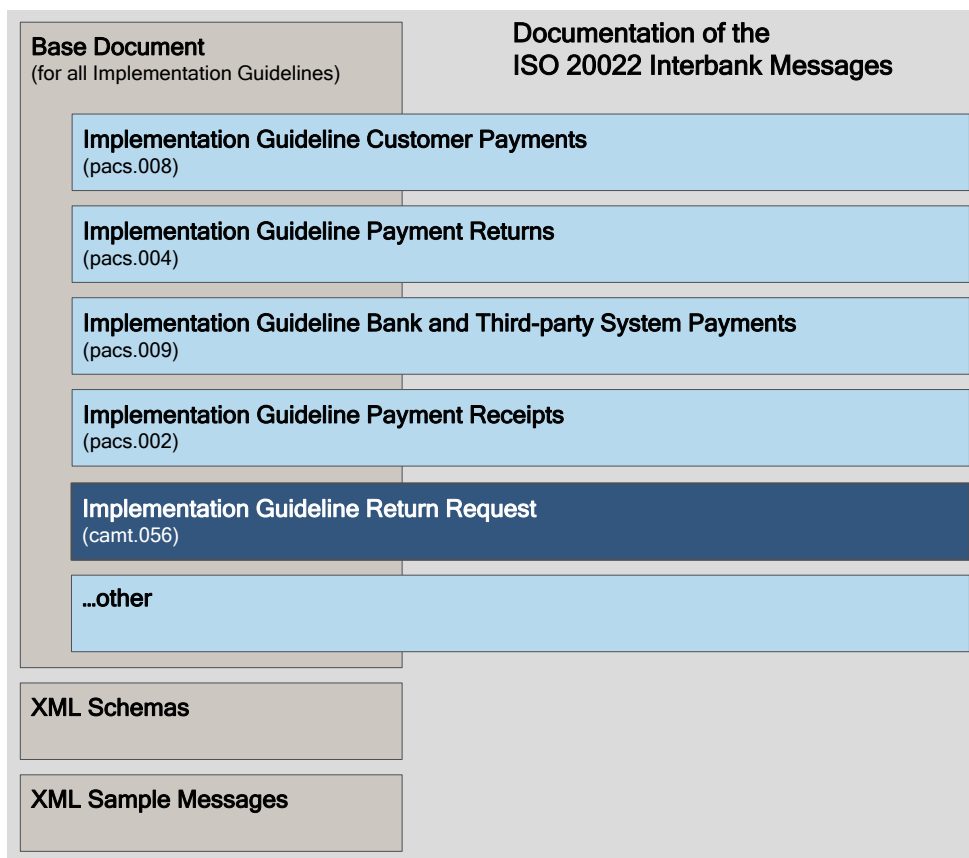 Base Document
(for all Implementation Guidelines)
Documentation of the
ISO 20022 Interbank Messages
Implementation Guideline Customer Payments
(pacs.008)
Implementation Guideline Payment Returns
(pacs.004)
Implementation Guideline Bank and Third-party System Payments
(pacs.009)
Implementation Guideline Payment Receipts
(pacs.002)
Implementation Guideline Return Request
(camt.056)
...other
XML Schemas
XML Sample Messages